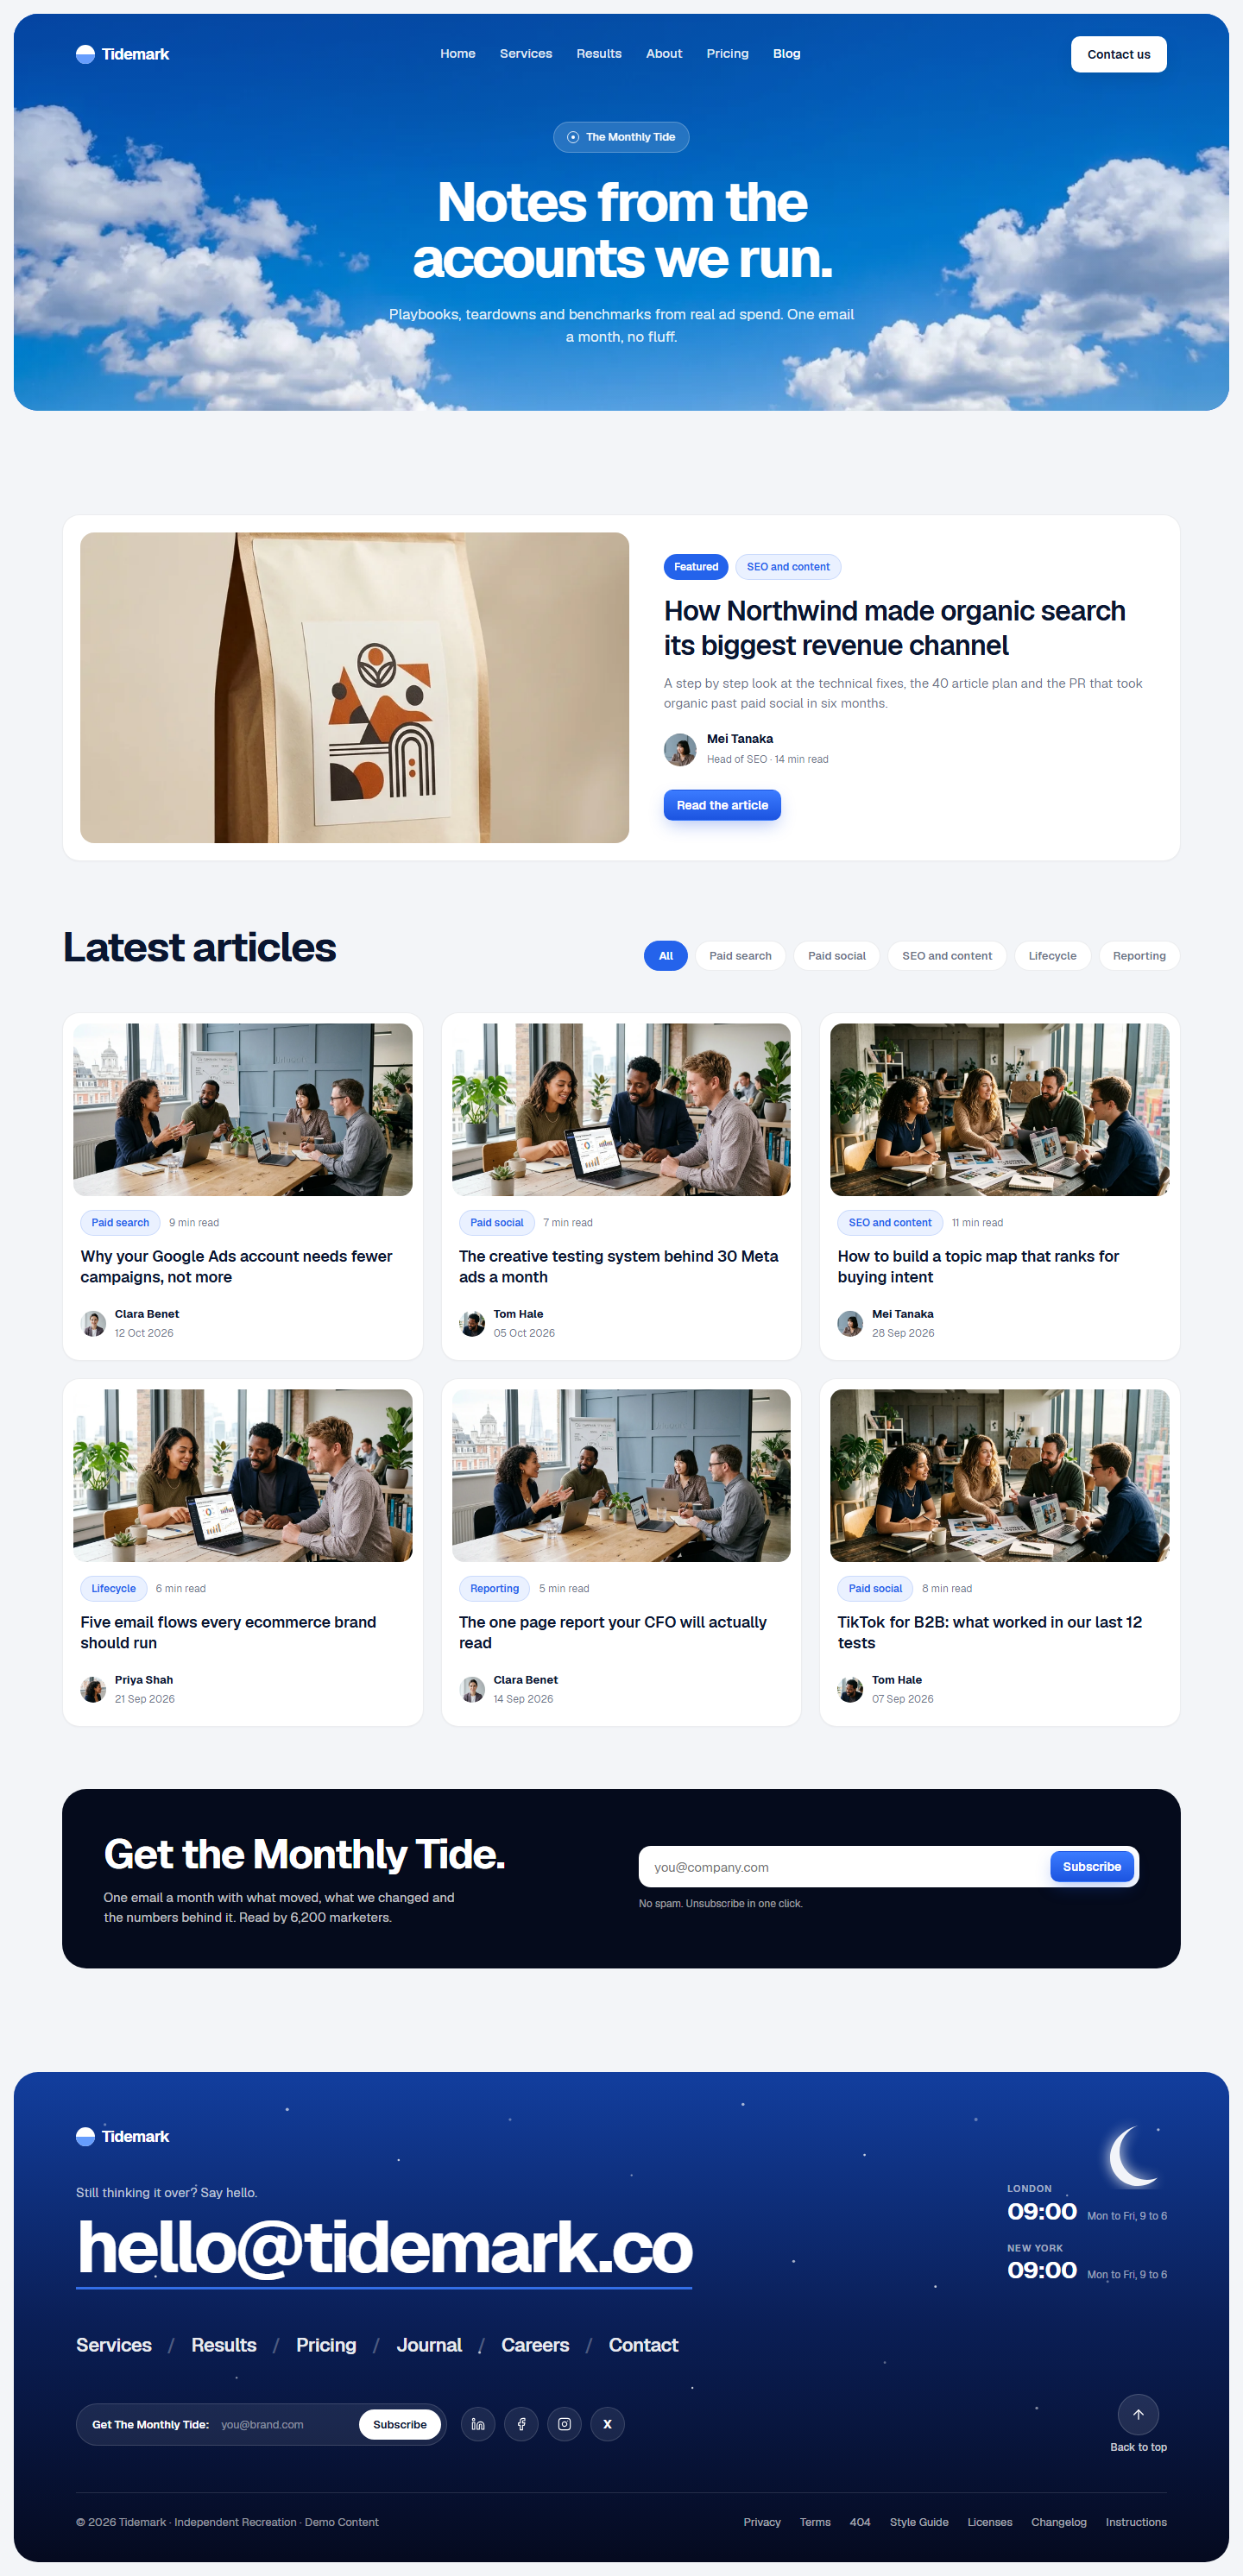 Tidemark
Home Services Results About Pricing Blog
Contact us
The Monthly Tide
Notes from the
accounts we run.
Playbooks, teardowns and benchmarks from real ad spend. One email
a month, no fluff.
Featured SEO and content
How Northwind made organic search
its biggest revenue channel
A step by step look at the technical fixes, the 40 article plan and the PR that took
organic past paid social in six months.
Mei Tanaka
Head of SEO · 14 min read
Read the article
Latest articles
All Paid search Paid social SEO and content Lifecycle Reporting
Paid search 9 min read
Why your Google Ads account needs fewer
campaigns, not more
Clara Benet
12 Oct 2026
Paid social 7 min read
The creative testing system behind 30 Meta
ads a month
Tom Hale
05 Oct 2026
SEO and content 11 min read
How to build a topic map that ranks for
buying intent
Mei Tanaka
28 Sep 2026
Lifecycle 6 min read
Five email flows every ecommerce brand
should run
Priya Shah
21 Sep 2026
Reporting 5 min read
The one page report your CFO will actually
read
Clara Benet
14 Sep 2026
Paid social 8 min read
TikTok for B2B: what worked in our last 12
tests
Tom Hale
07 Sep 2026
Get the Monthly Tide.
One email a month with what moved, what we changed and
the numbers behind it. Read by 6,200 marketers.
you@company.com
Subscribe
No spam. Unsubscribe in one click.
Tidemark
Still thinking it over? Say hello.
hello@tidemark.co
LONDON
09:00 Mon to Fri, 9 to 6
NEW YORK
09:00 Mon to Fri, 9 to 6
Services / Results / Pricing / Journal / Careers / Contact
Get The Monthly Tide: you@brand.com Subscribe
Back to top
© 2026 Tidemark · Independent Recreation · Demo Content
Privacy Terms 404 Style Guide Licenses Changelog Instructions